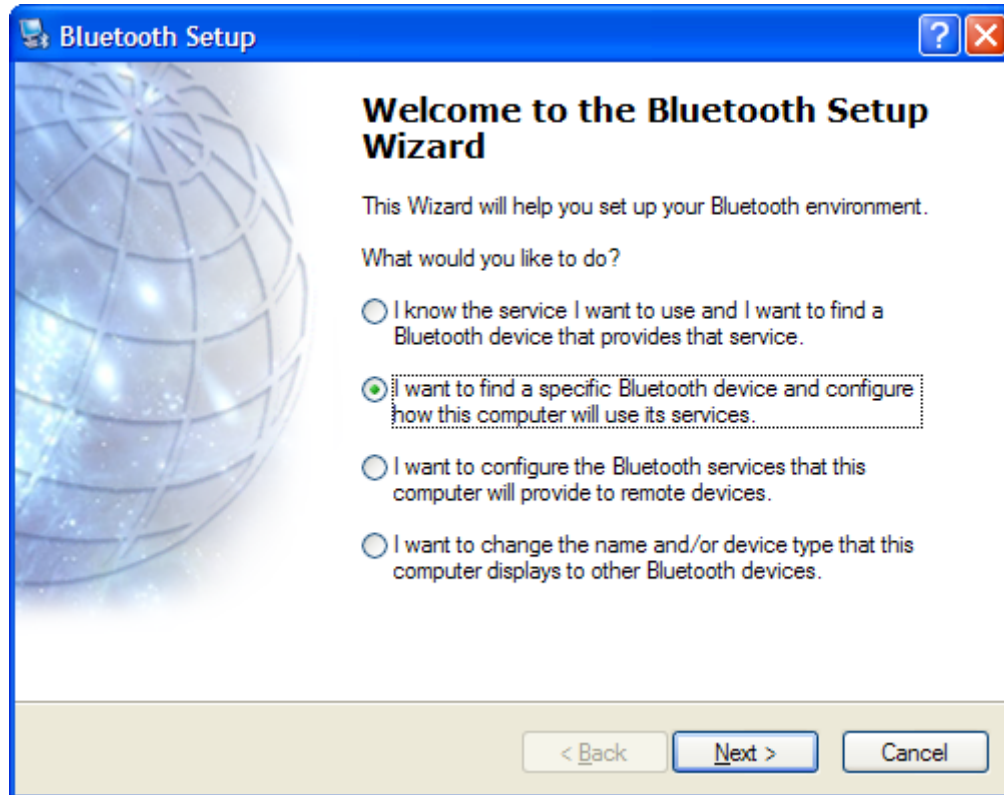 Bluetooth Setup
?
Welcome to the Bluetooth Setup
Wizard
This Wizard will help you set up your Bluetooth environment.
What would you like to do?
I know the service I want to use and I want to find a
Bluetooth device that provides that service.
I want to find a specific Bluetooth device and configure
how this computer will use its services.
I want to configure the Bluetooth services that this
computer will provide to remote devices.
I want to change the name and/or device type that this
computer displays to other Bluetooth devices.
< Back Next > Cancel